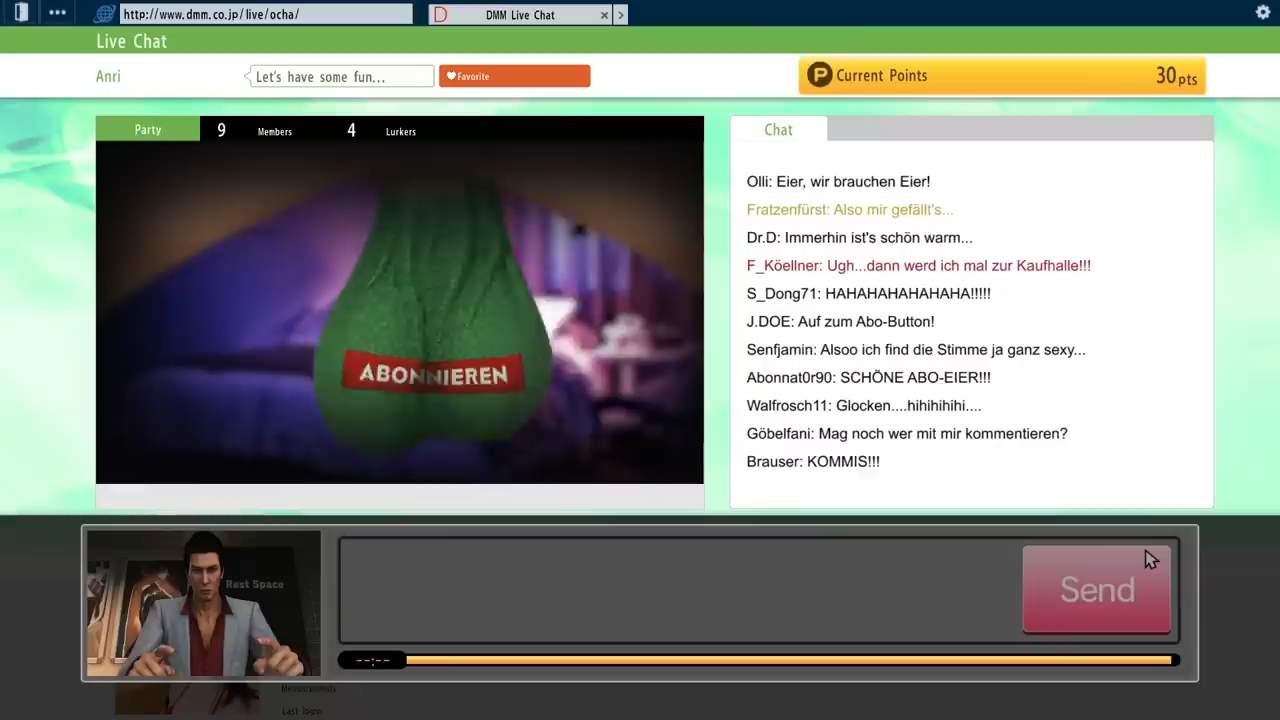 http://www.dmm.co.jp/live/ocha/
DMM Live Chat
Live Chat
Anri
Let's have some fun...
Favorite
P Current Points
30 pts
Party
9 Members
4 Lurkers
ABONNIEREN
Chat
Olli: Eier, wir brauchen Eier!
Fratzenfürst: Also mir gefällt's...
Dr.D: Immerhin ist's schön warm...
F_Köellner: Ugh...dann werd ich mal zur Kaufhalle!!!
S_Dong71: HAHAHAHAHAHAHA!!!!!
J.DOE: Auf zum Abo-Button!
Senfjamin: Alsoo ich find die Stimme ja ganz sexy...
Abonnat0r90: SCHÖNE ABO-EIER!!!
Walfrosch11: Glocken....hihihihihi....
Göbelfani: Mag noch wer mit mir kommentieren?
Brauser: KOMMIS!!!
Rest Space
Send
--:--
Measurements
Last login